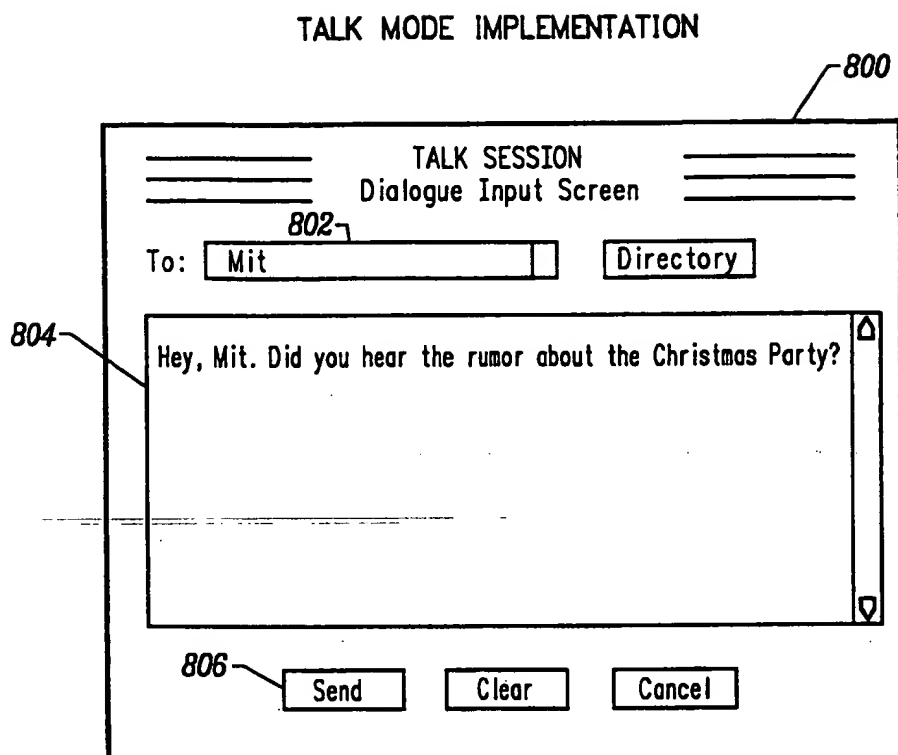 TALK MODE IMPLEMENTATION
800
TALK SESSION
Dialogue Input Screen
802
To: Mit Directory
804
Hey, Mit. Did you hear the rumor about the Christmas Party?
806
Send Clear Cancel